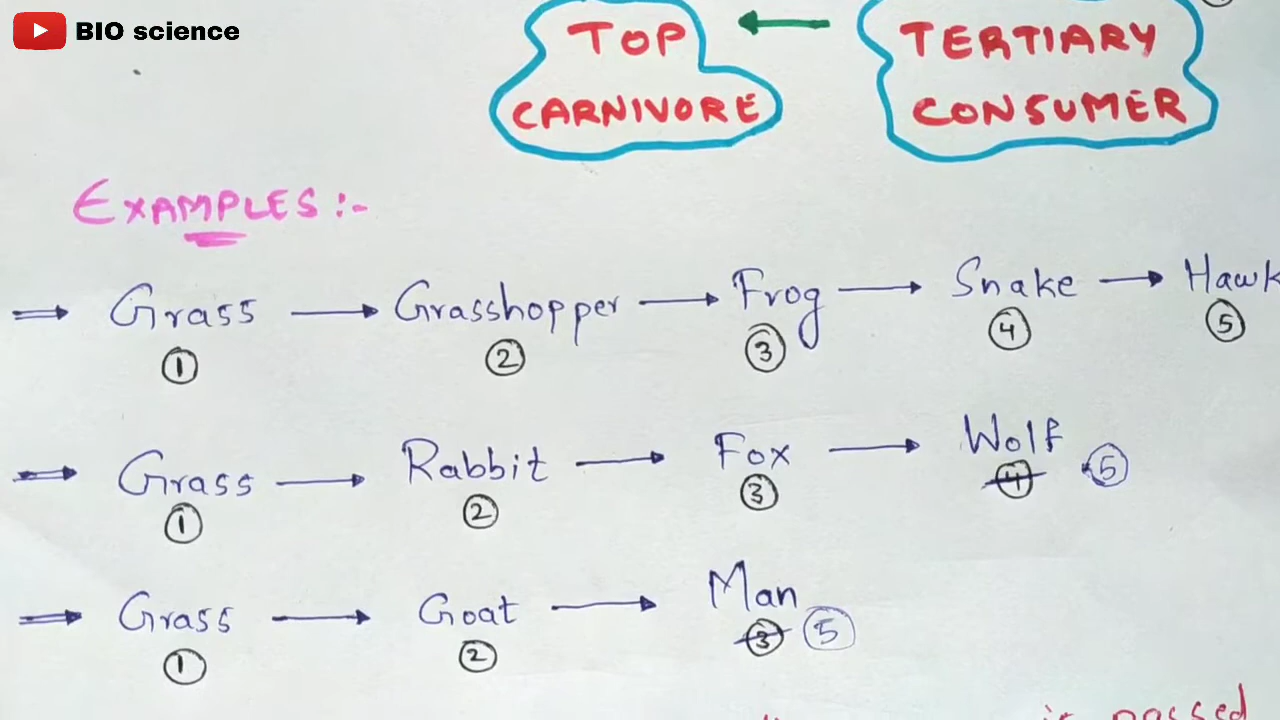 BIO science
TOP ← TERTIARY
CARNIVORE CONSUMER
EXAMPLES :-
⇒ Grass → Grasshopper → Frog → Snake → Hawk
① ② ③ ④ ⑤
⇒ Grass → Rabbit → Fox → Wolf
① ② ③ ④ ⑤
⇒ Grass → Goat → Man
① ② ③ ⑤
is passed